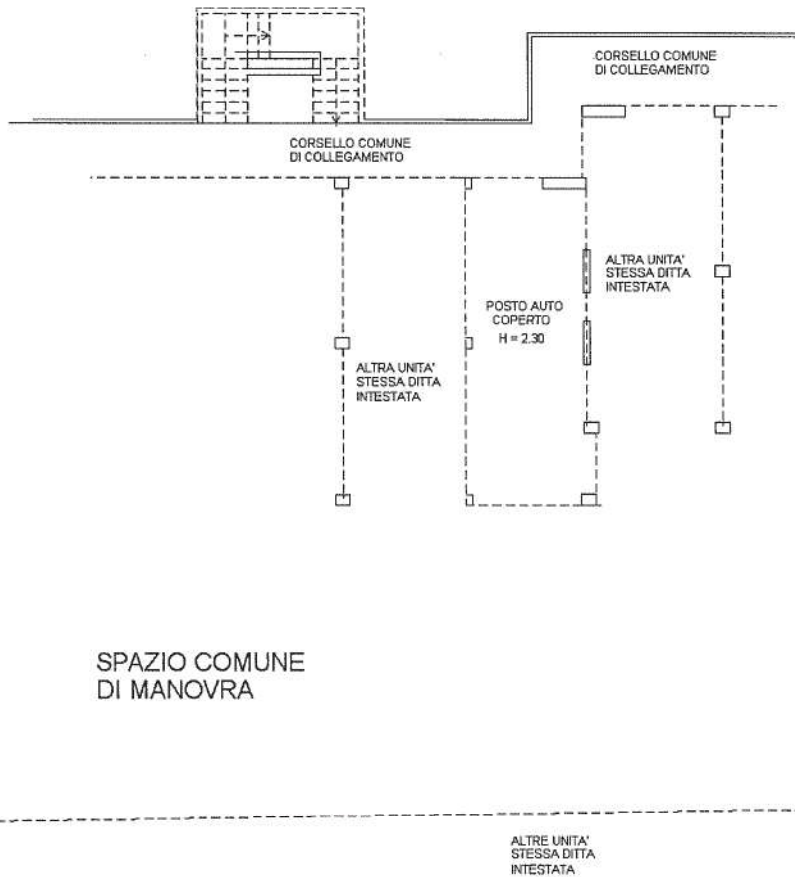 CORSELLO COMUNE
DI COLLEGAMENTO
CORSELLO COMUNE
DI COLLEGAMENTO
ALTRA UNITA'
STESSA DITTA
INTESTATA
POSTO AUTO
COPERTO
H = 2.30
ALTRA UNITA'
STESSA DITTA
INTESTATA
SPAZIO COMUNE
DI MANOVRA
ALTRE UNITA'
STESSA DITTA
INTESTATA